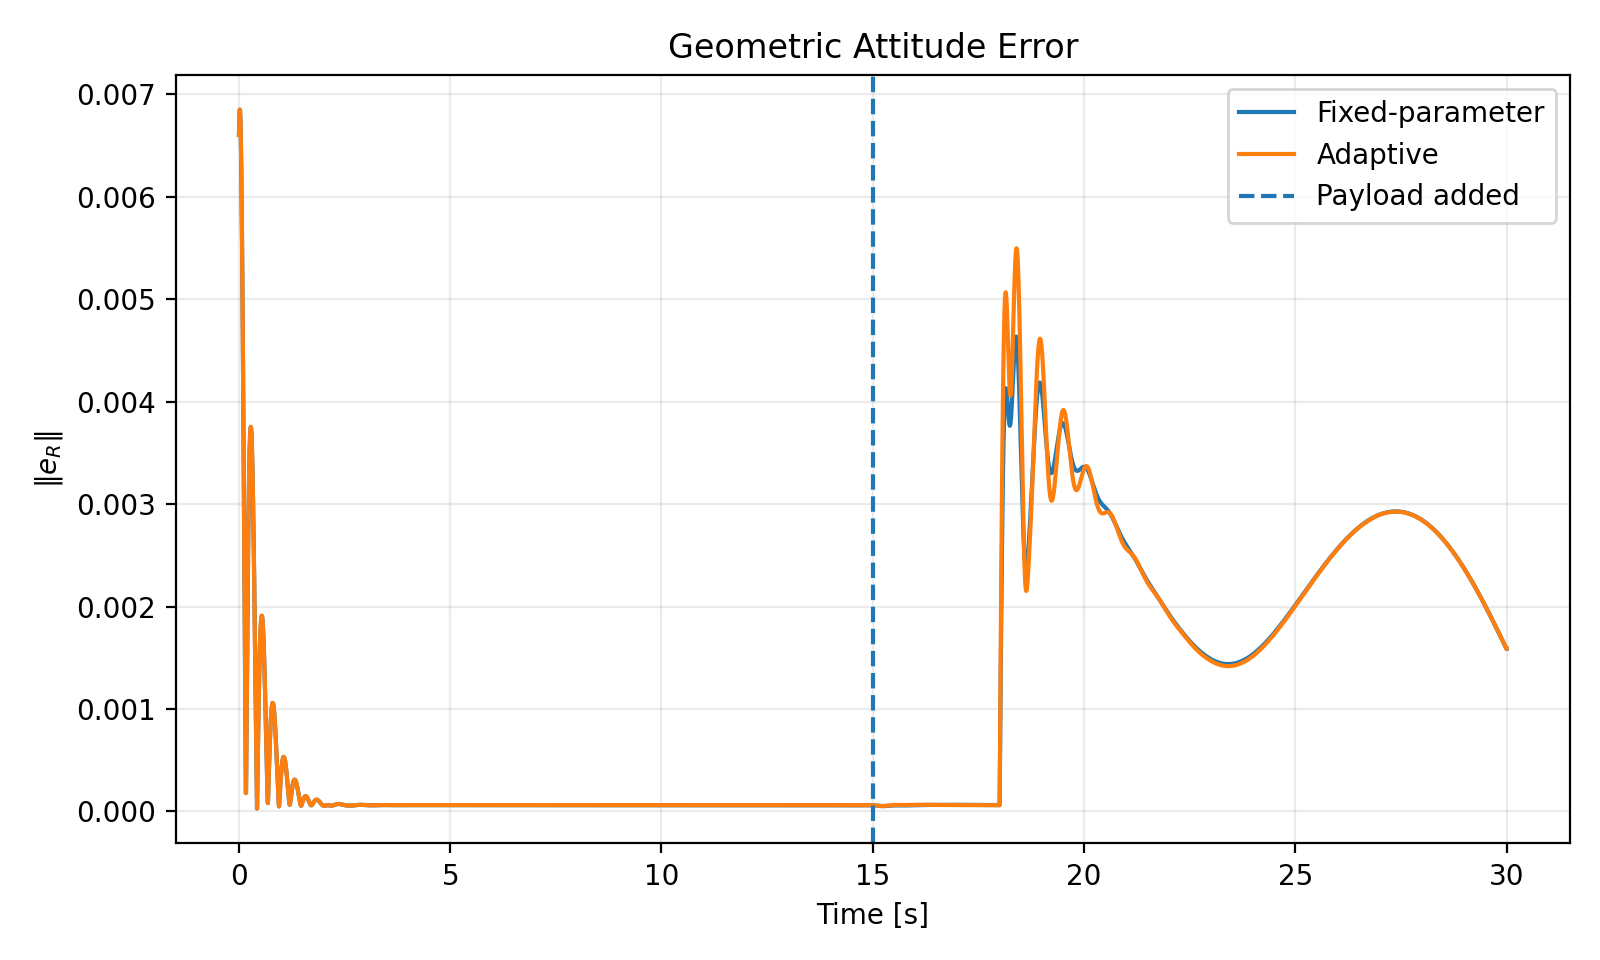 Geometric Attitude Error
0.007
0.006
0.005
0.004
0.003
0.002
0.001
0.000
‖e_R‖
Fixed-parameter
Adaptive
Payload added
0 5 10 15 20 25 30
Time [s]